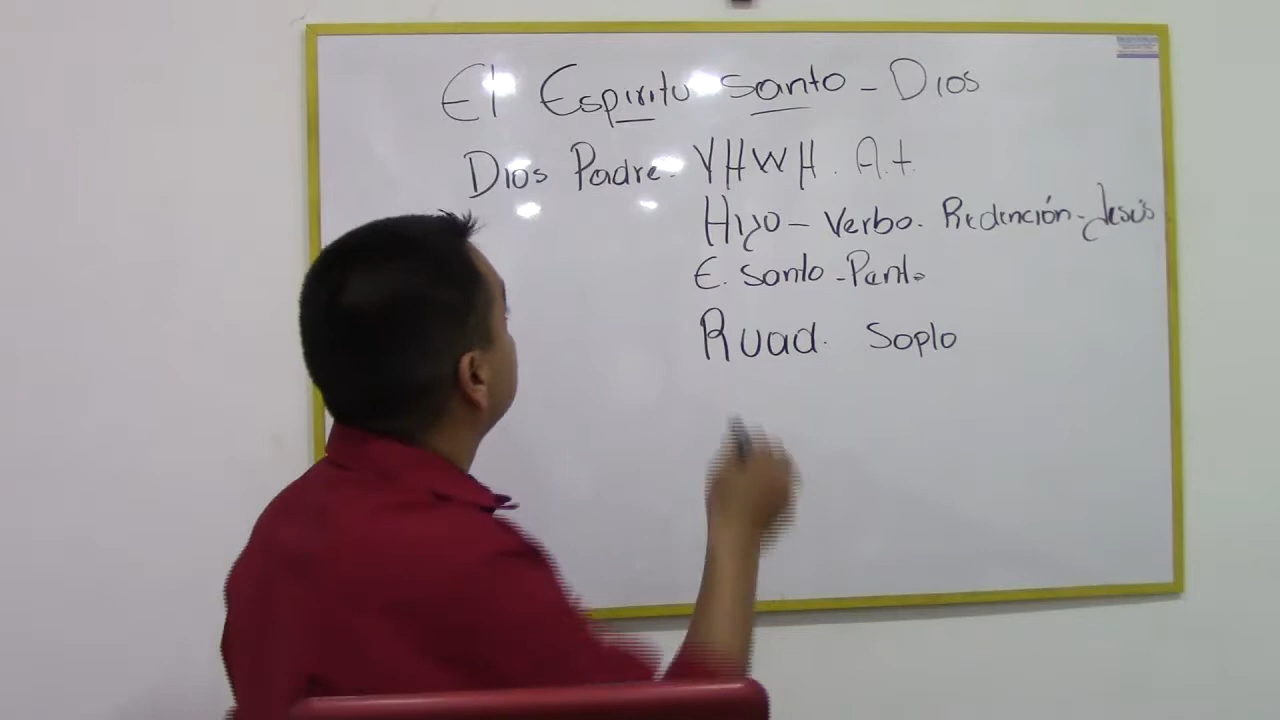 El Espiritu santo - Dios
Dios Padre. YHWH. A.t.
Hijo - Verbo. Redención - Jesús
E. Santo - Pent.
Ruad. Soplo